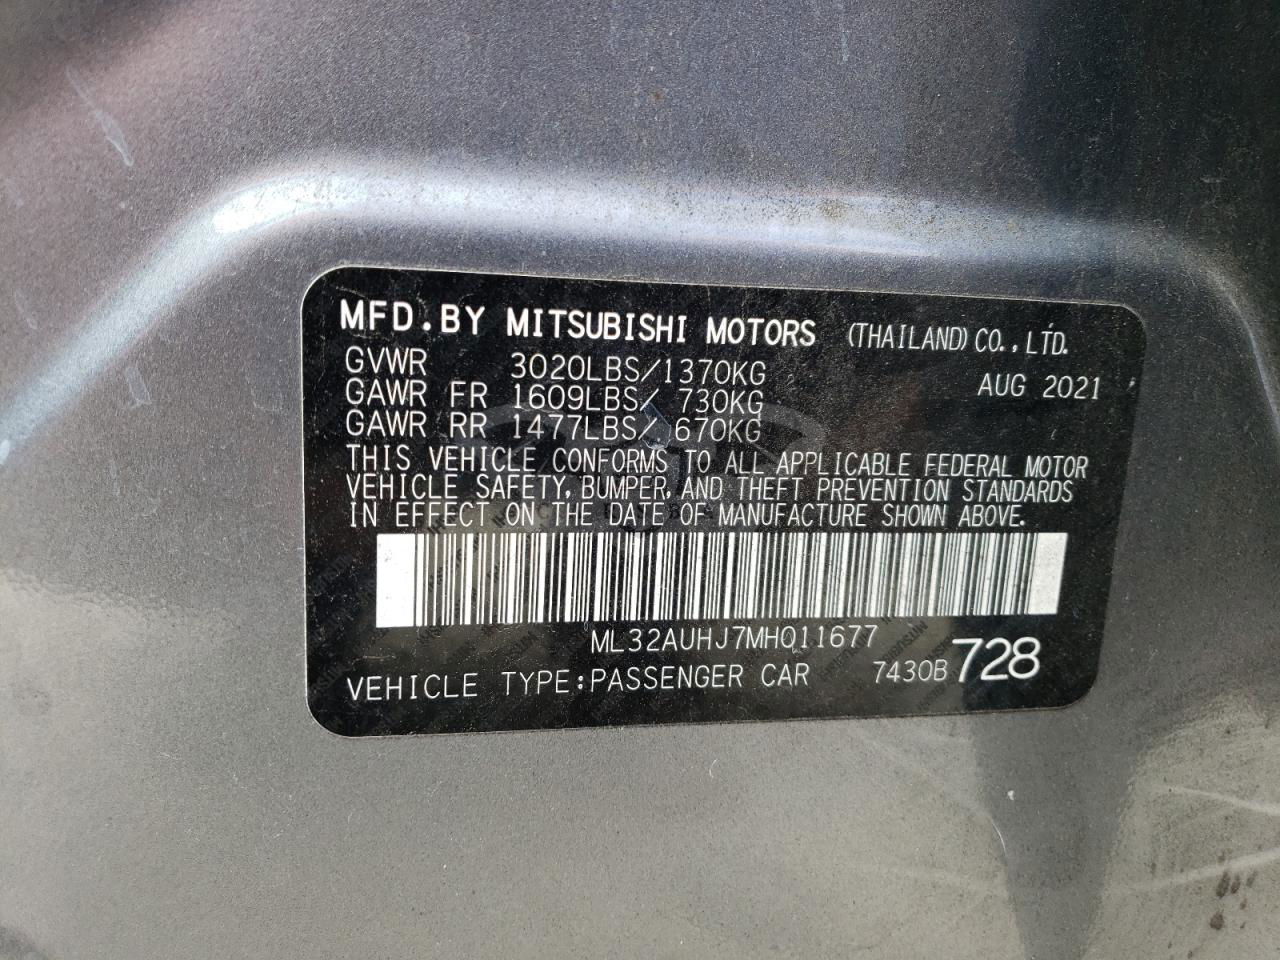 MFD.BY MITSUBISHI MOTORS (THAILAND) CO., LTD.
GVWR 3020LBS/1370KG AUG 2021
GAWR FR 1609LBS/ 730KG
GAWR RR 1477LBS/ 670KG
THIS VEHICLE CONFORMS TO ALL APPLICABLE FEDERAL MOTOR
VEHICLE SAFETY, BUMPER, AND THEFT PREVENTION STANDARDS
IN EFFECT ON THE DATE OF MANUFACTURE SHOWN ABOVE.
ML32AUHJ7MH011677
VEHICLE TYPE:PASSENGER CAR 7430B 728